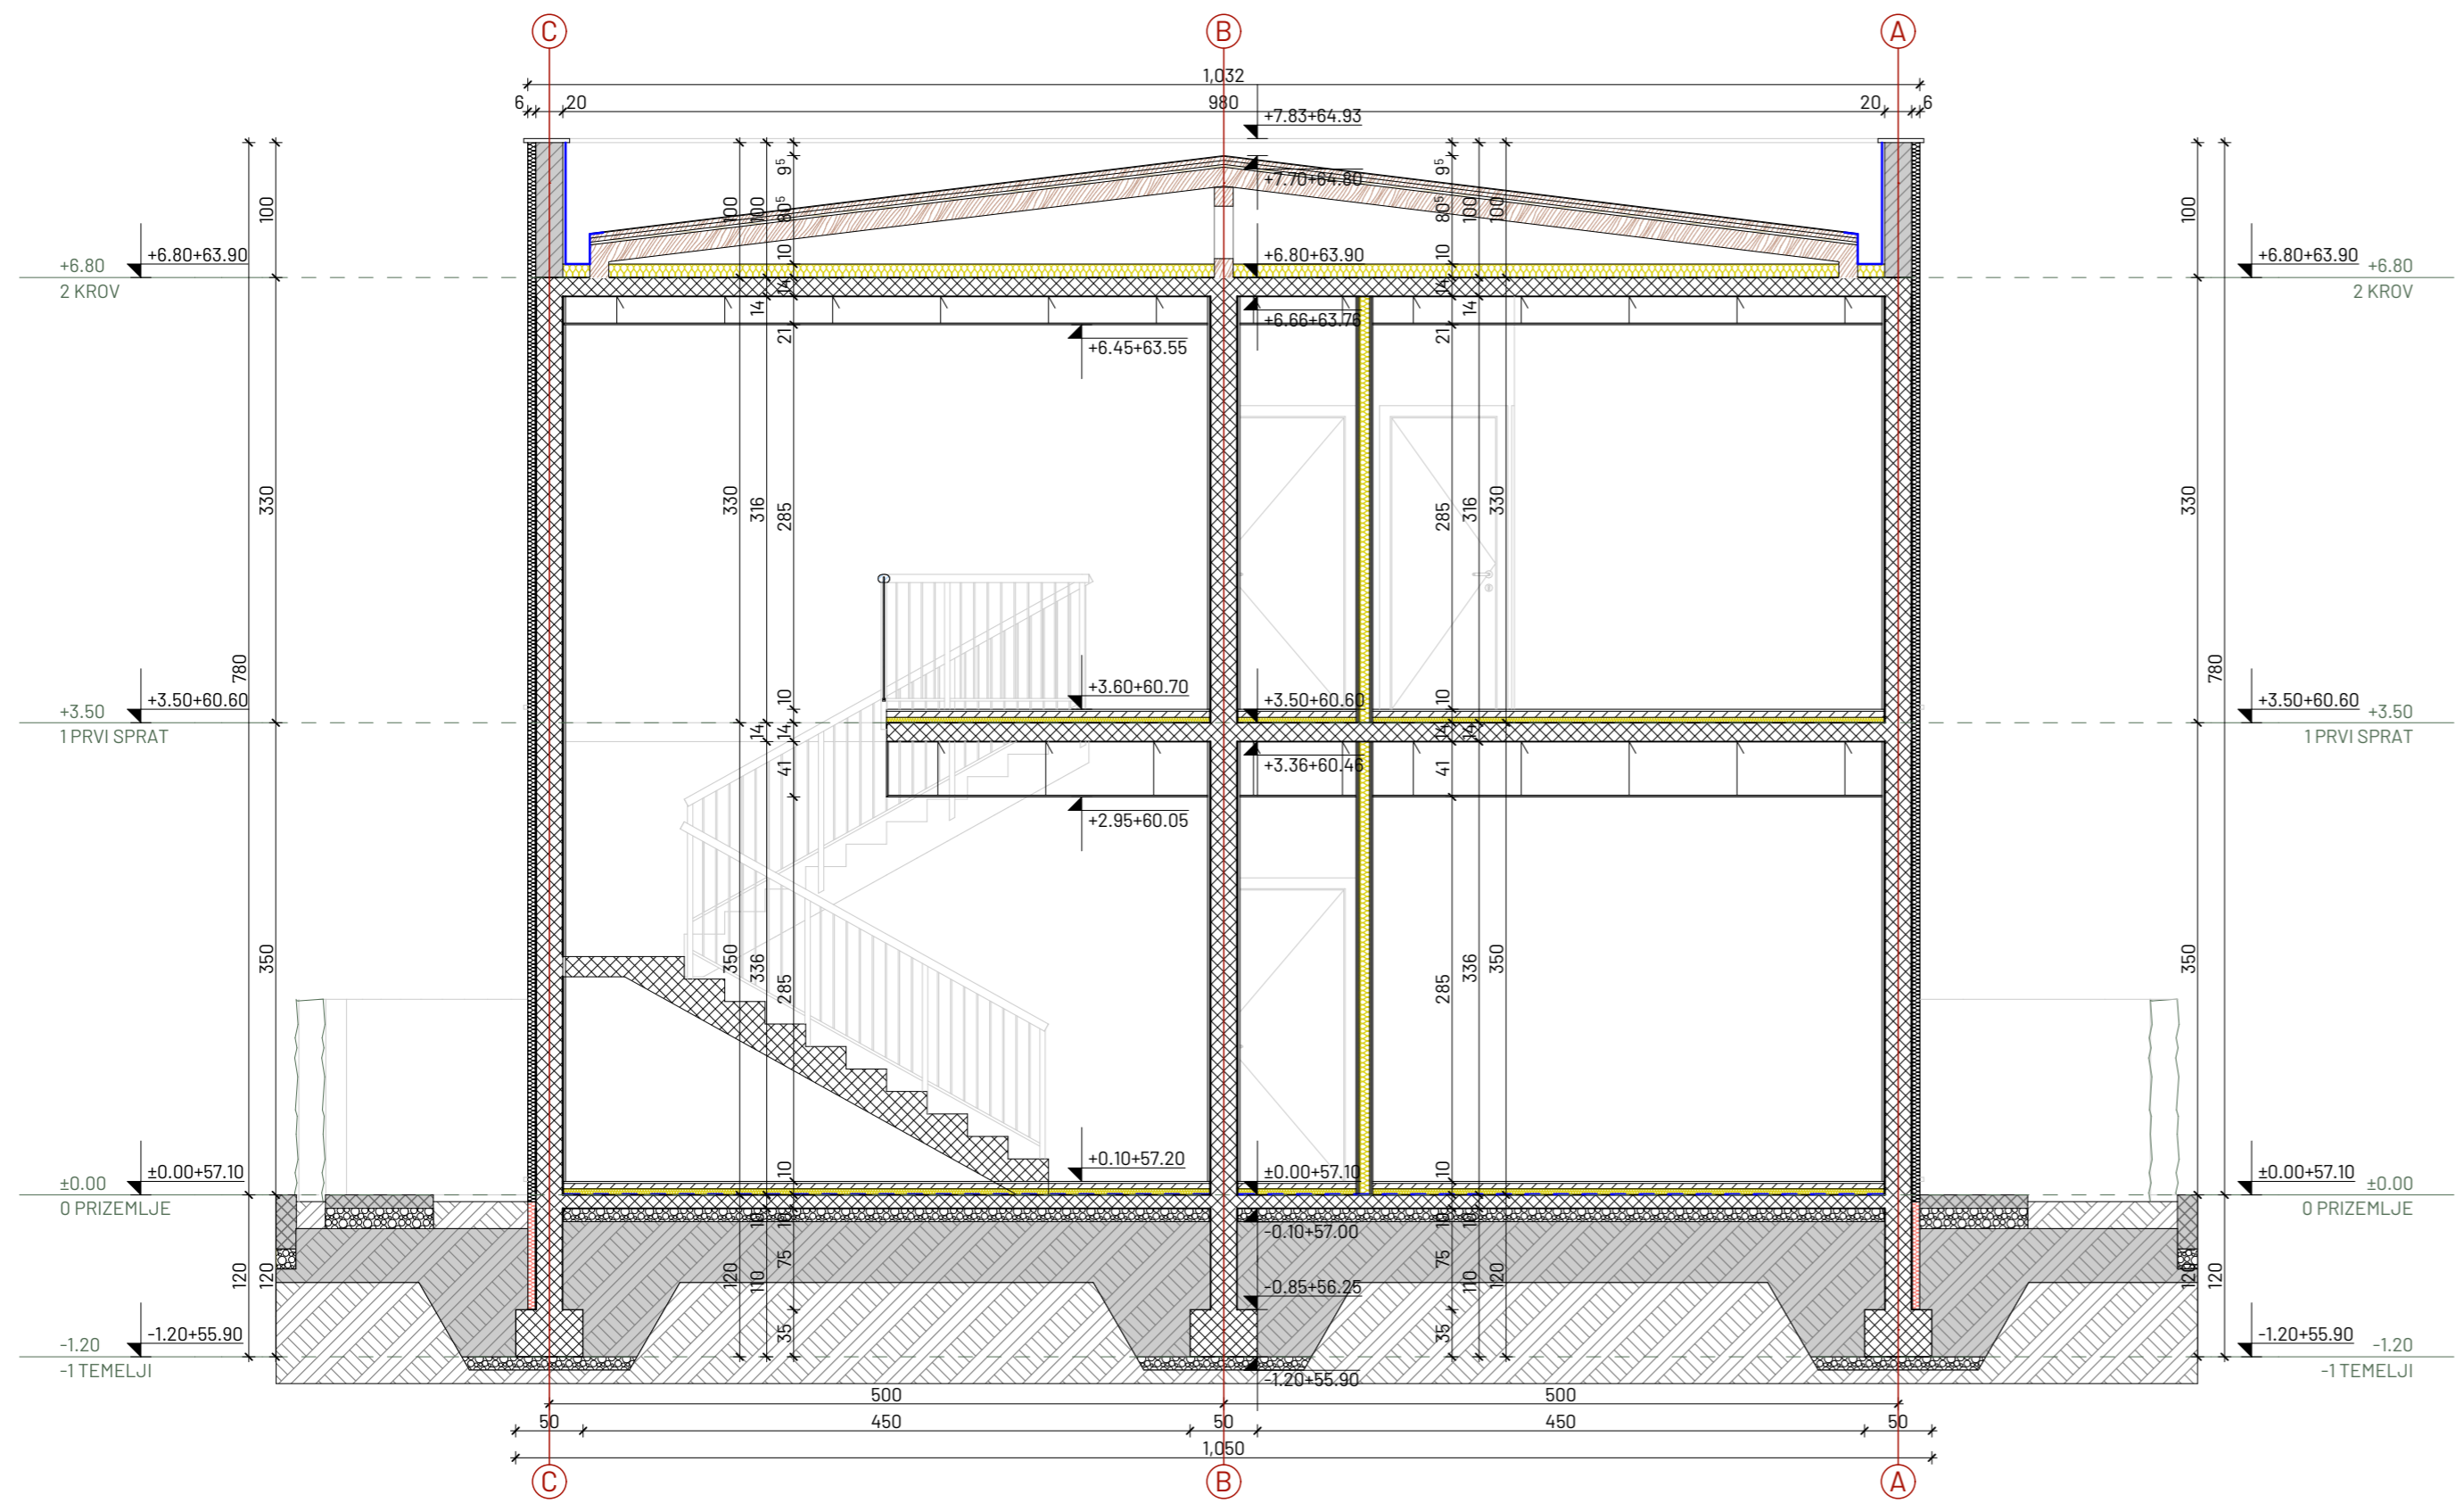 C B A
1,032
6 20 980 20 6
+7.83+64.93
9⁵ 9⁵
+7.70+64.80
100 100 100 80⁵ 80⁵ 100 100 100
+6.80+63.90 10 +6.80+63.90 10 +6.80+63.90
+6.80 +6.80
2 KROV 2 KROV
14 14 14 14
+6.66+63.76
21 21
+6.45+63.55
330 330 316 285 285 316 330 330
780 780
+3.60+60.70
10 10
+3.50+60.60 +3.50+60.60 +3.50+60.60
+3.50 +3.50
1 PRVI SPRAT 1 PRVI SPRAT
14 14 14 14
+3.36+60.46
41 41
+2.95+60.05
350 350 336 285 285 336 350 350
+0.10+57.20
10 10
±0.00+57.10 ±0.00+57.10 ±0.00+57.10
±0.00 ±0.00
0 PRIZEMLJE 0 PRIZEMLJE
10 10 10 10
-0.10+57.00
75 75
120 120 120 110 110 120 120 120
-0.85+56.25
35 35
-1.20+55.90 -1.20+55.90
-1.20 -1.20
-1 TEMELJI -1 TEMELJI
-1.20+55.90
500 500
50 450 50 450 50
1,050
C B A